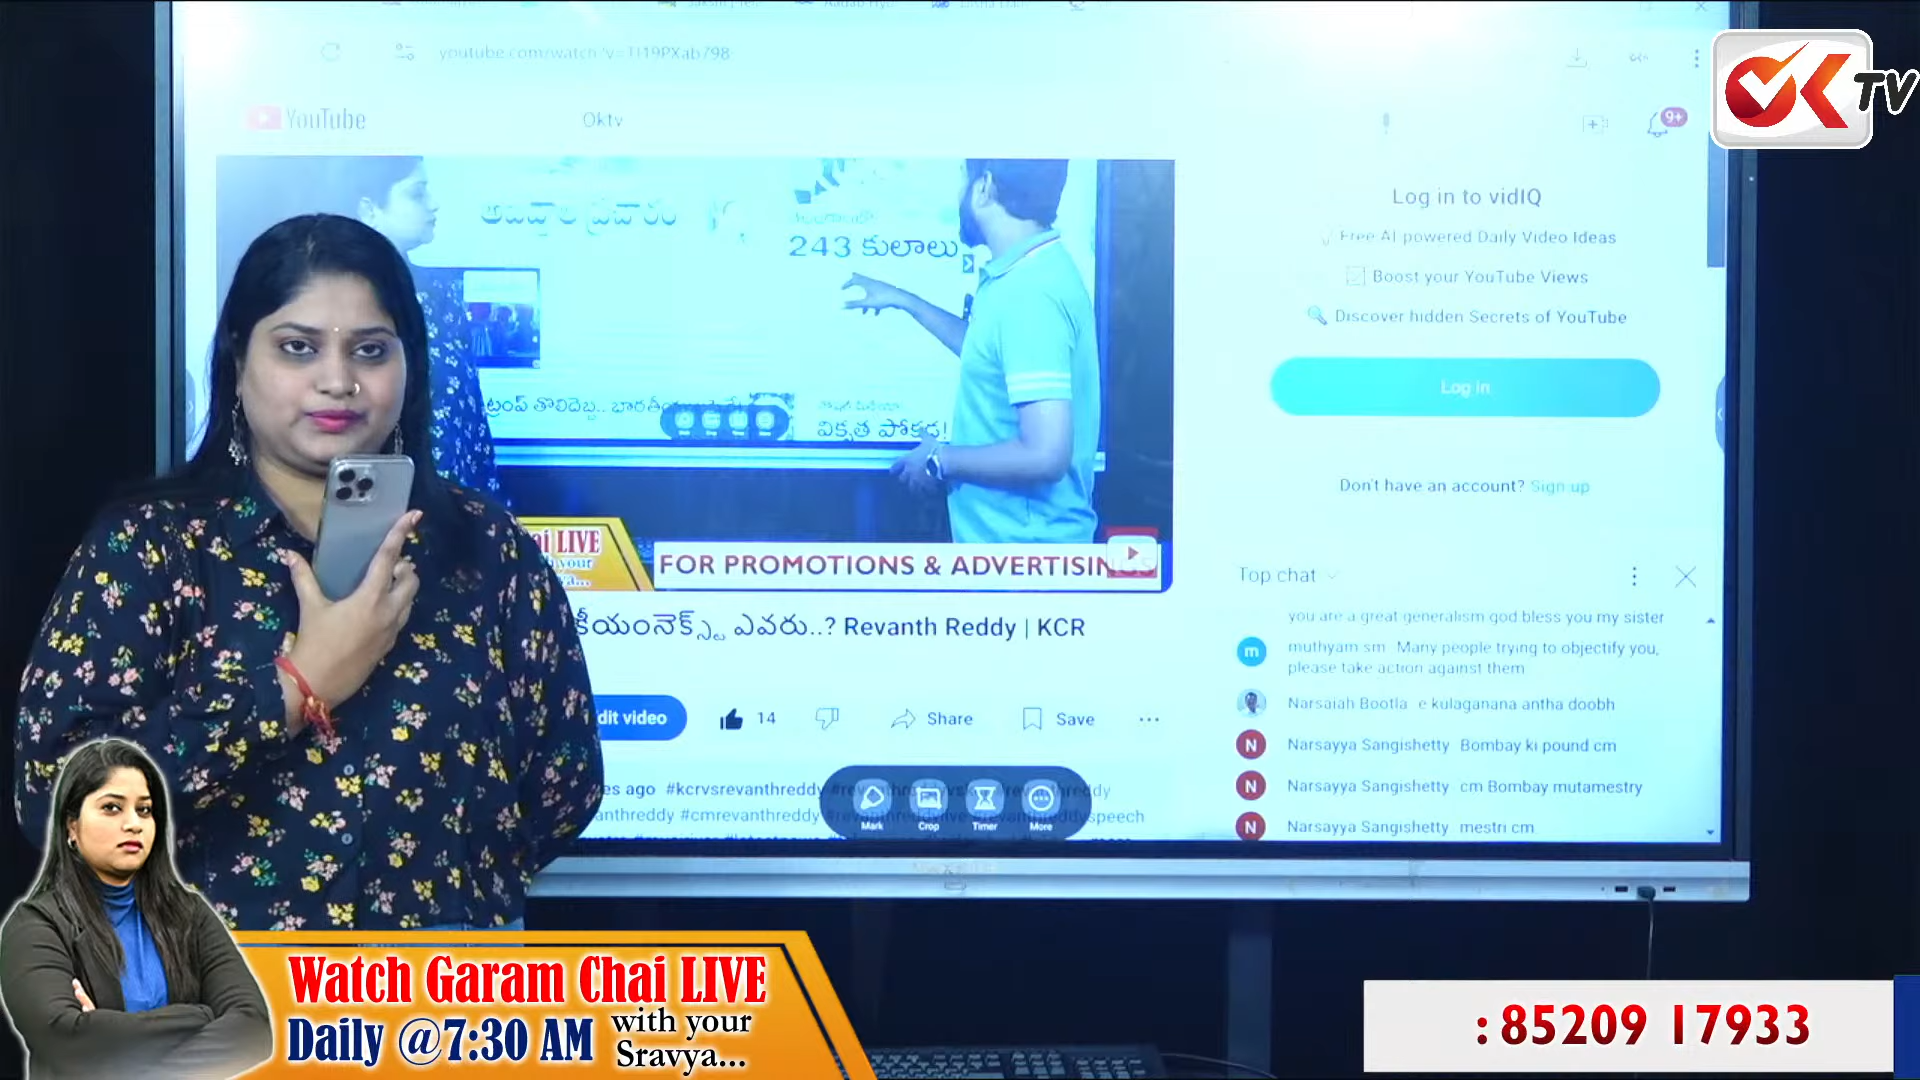 youtube.com/watch?v=
YouTube
Oktv
9+
OK TV
Log in to vidIQ
Free AI powered Daily Video Ideas
Boost your YouTube Views
Discover hidden Secrets of YouTube
Log in
Don't have an account? Sign up
243 కులాలు
ట్రంప్ తొలిదెబ్బ..
వికృత పోకడ!
ai LIVE
FOR PROMOTIONS & ADVERTISINGS
ఎవరు..? Revanth Reddy | KCR
dit video
14
Share
Save
es ago #kcrvsrevanthreddy
anthreddy #cmrevanthreddy
Mark
Crop
Timer
More
Top chat
you are a great generalism god bless you my sister
m
muthyam sm Many people trying to objectify you,
please take action against them
Narsaiah Bootla e kulaganana antha doobh
N
Narsayya Sangishetty Bombay ki pound cm
N
Narsayya Sangishetty cm Bombay mutamestry
N
Narsayya Sangishetty mestri cm
Watch Garam Chai LIVE
Daily @7:30 AM
with your
Sravya...
: 85209 17933